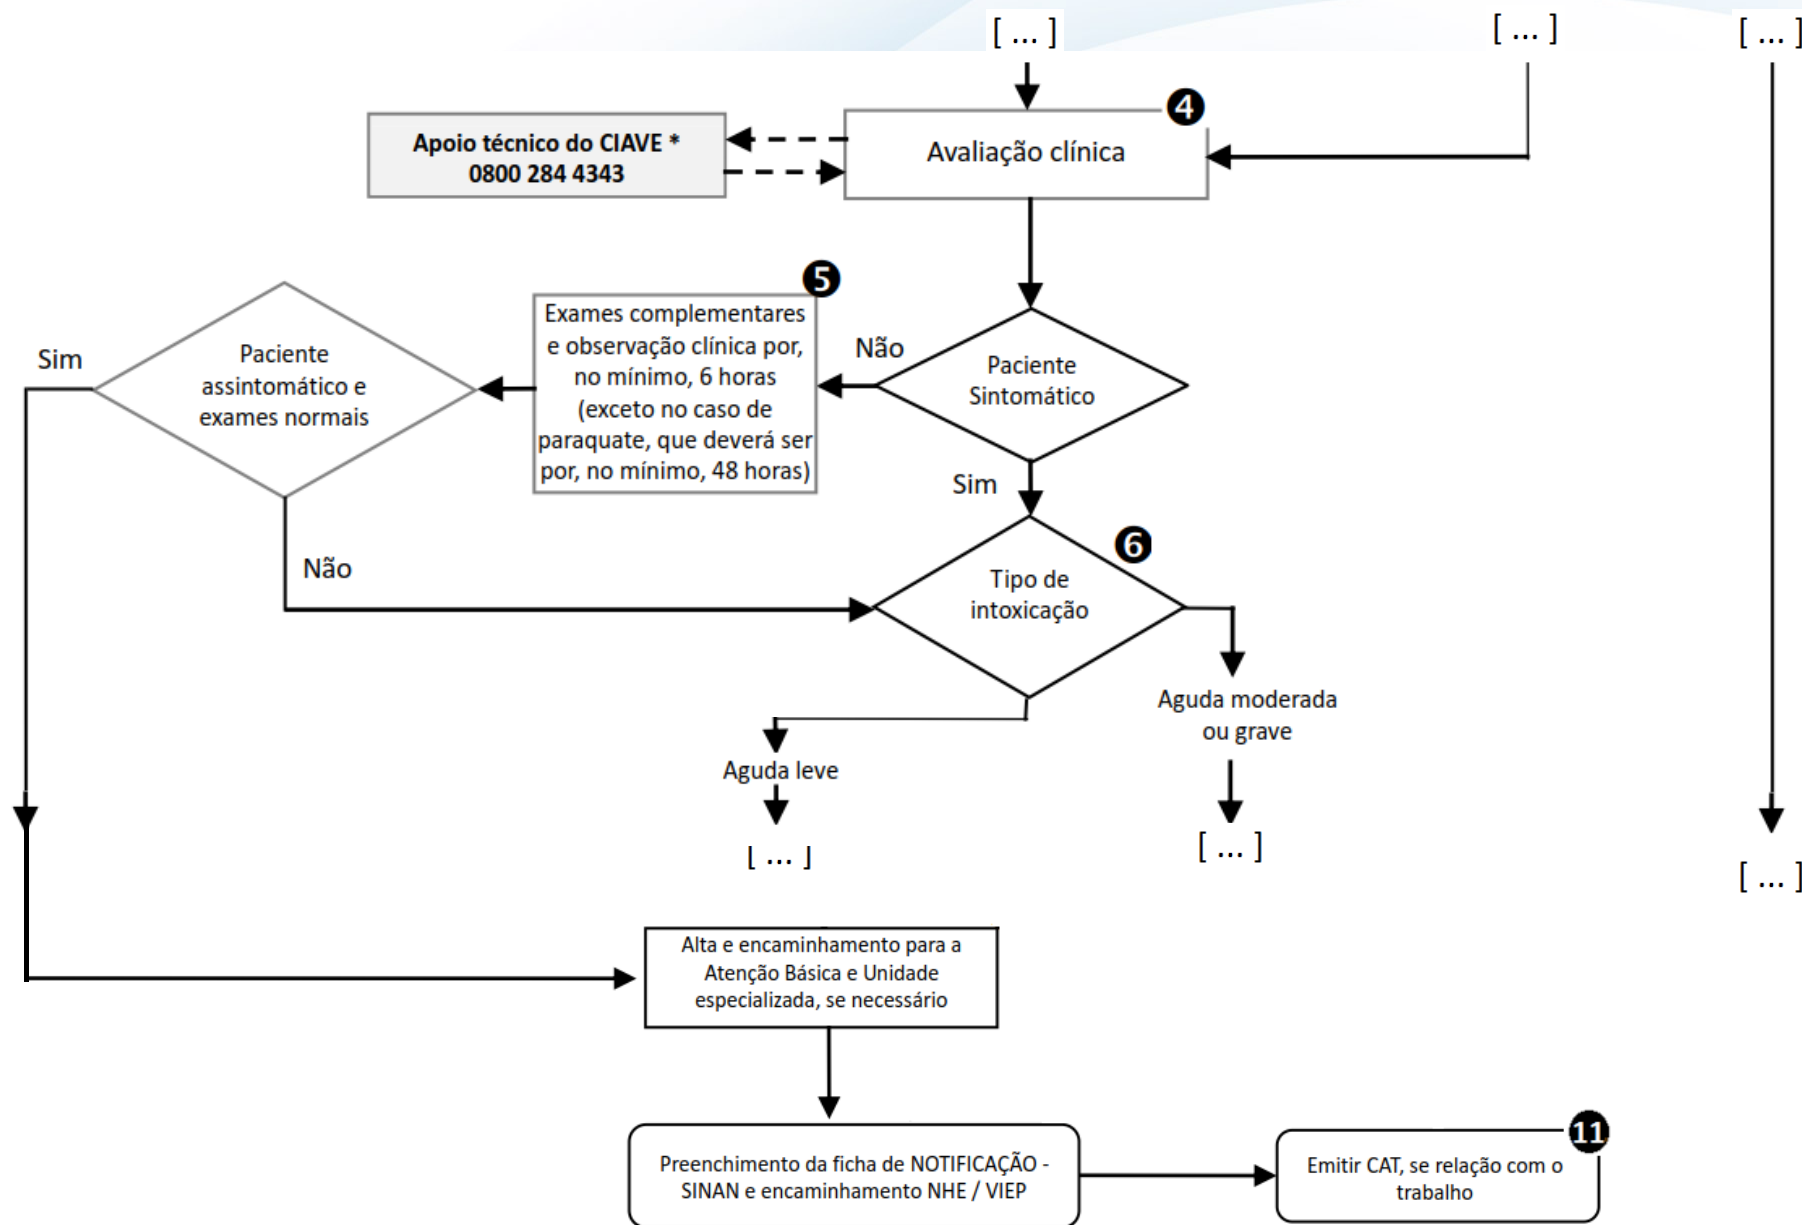 [ ... ]
[ ... ]
[ ... ]
4
Apoio técnico do CIAVE *
0800 284 4343
Avaliação clínica
5
Exames complementares
e observação clínica por,
no mínimo, 6 horas
(exceto no caso de
paraquate, que deverá ser
por, no mínimo, 48 horas)
Não
Paciente
Sintomático
Sim
Paciente
assintomático e
exames normais
Sim
Não
6
Tipo de
intoxicação
Aguda moderada
ou grave
Aguda leve
[ ... ]
[ ... ]
[ ... ]
Alta e encaminhamento para a
Atenção Básica e Unidade
especializada, se necessário
Preenchimento da ficha de NOTIFICAÇÃO -
SINAN e encaminhamento NHE / VIEP
11
Emitir CAT, se relação com o
trabalho